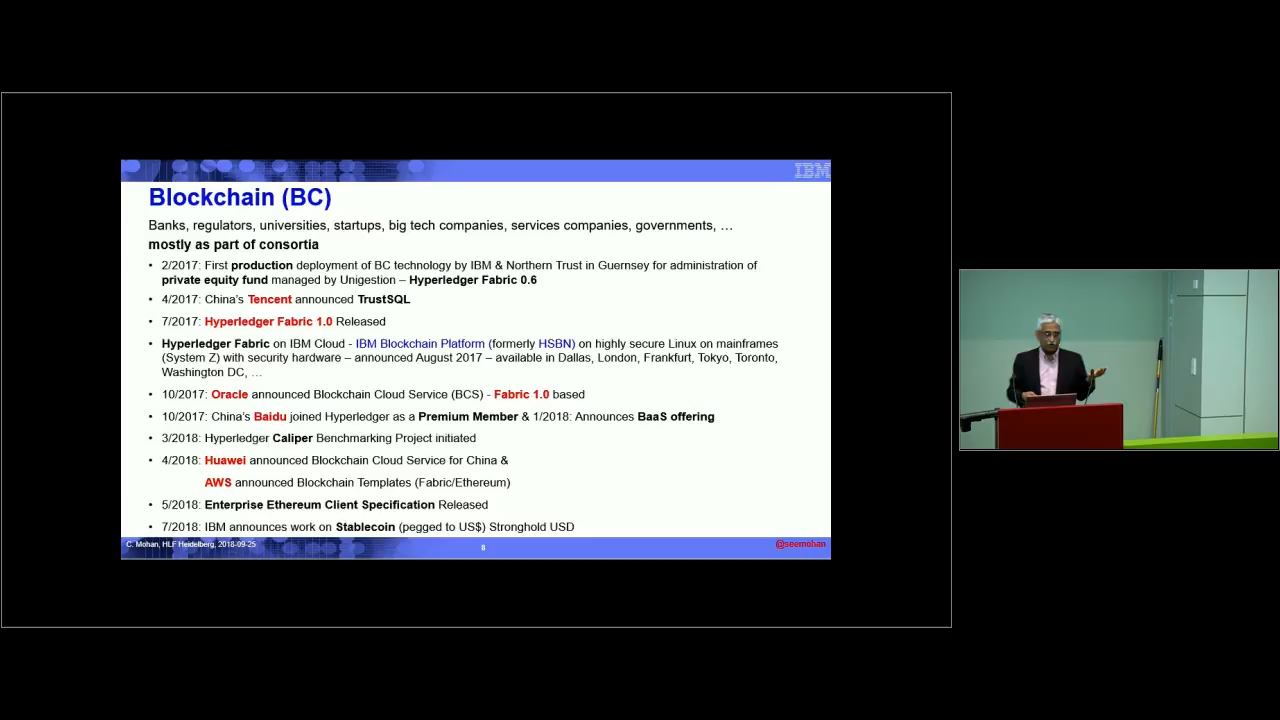 IBM
Blockchain (BC)
Banks, regulators, universities, startups, big tech companies, services companies, governments, …
mostly as part of consortia
• 2/2017: First production deployment of BC technology by IBM & Northern Trust in Guernsey for administration of
private equity fund managed by Unigestion – Hyperledger Fabric 0.6
• 4/2017: China's Tencent announced TrustSQL
• 7/2017: Hyperledger Fabric 1.0 Released
• Hyperledger Fabric on IBM Cloud - IBM Blockchain Platform (formerly HSBN) on highly secure Linux on mainframes
(System Z) with security hardware – announced August 2017 – available in Dallas, London, Frankfurt, Tokyo, Toronto,
Washington DC, …
• 10/2017: Oracle announced Blockchain Cloud Service (BCS) - Fabric 1.0 based
• 10/2017: China's Baidu joined Hyperledger as a Premium Member & 1/2018: Announces BaaS offering
• 3/2018: Hyperledger Caliper Benchmarking Project initiated
• 4/2018: Huawei announced Blockchain Cloud Service for China &
AWS announced Blockchain Templates (Fabric/Ethereum)
• 5/2018: Enterprise Ethereum Client Specification Released
• 7/2018: IBM announces work on Stablecoin (pegged to US$) Stronghold USD
C. Mohan, HLF Heidelberg, 2018-09-25
8
@seemohan